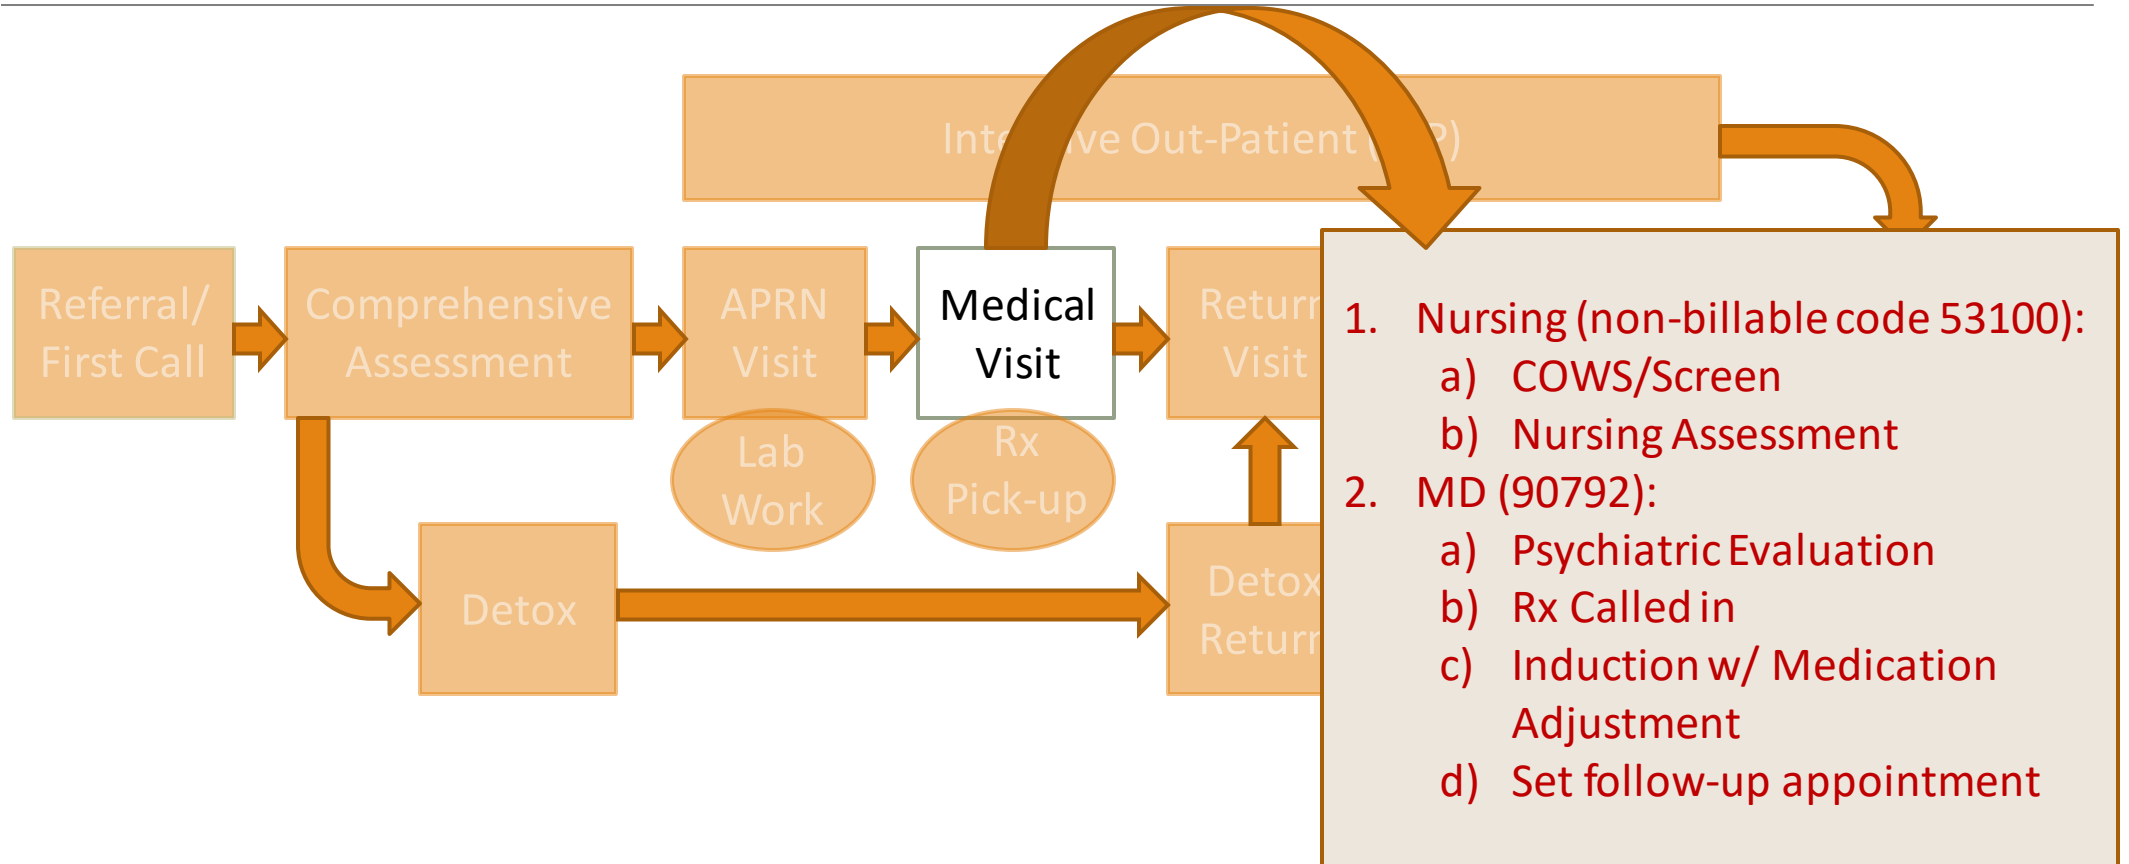 Out-Patient
Referral/
First Call
Comprehensive
Assessment
APRN
Visit
Medical
Visit
Return
Visit
Lab
Work
Rx
Pick-up
Detox
Detox
Return
1. Nursing (non-billable code 53100):
a) COWS/Screen
b) Nursing Assessment
2. MD (90792):
a) Psychiatric Evaluation
b) Rx Called in
c) Induction w/ Medication
Adjustment
d) Set follow-up appointment